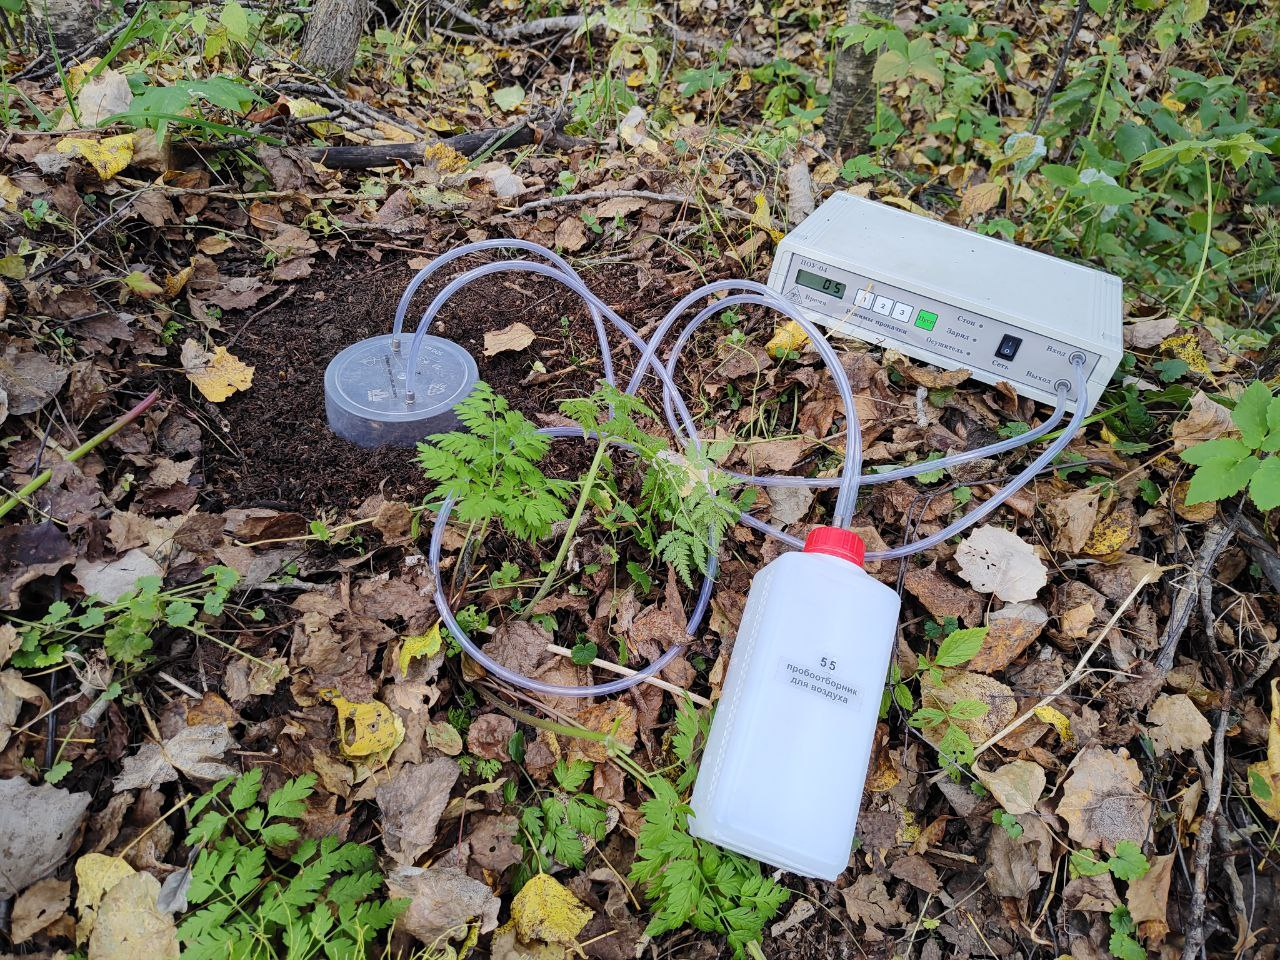 ПОУ-04
05
Время
1 2 3
Режимы прокачки
Пуск
Стоп
Заряд
Осушитель
Сеть
Вход
Выход
55
пробоотборник
для воздуха